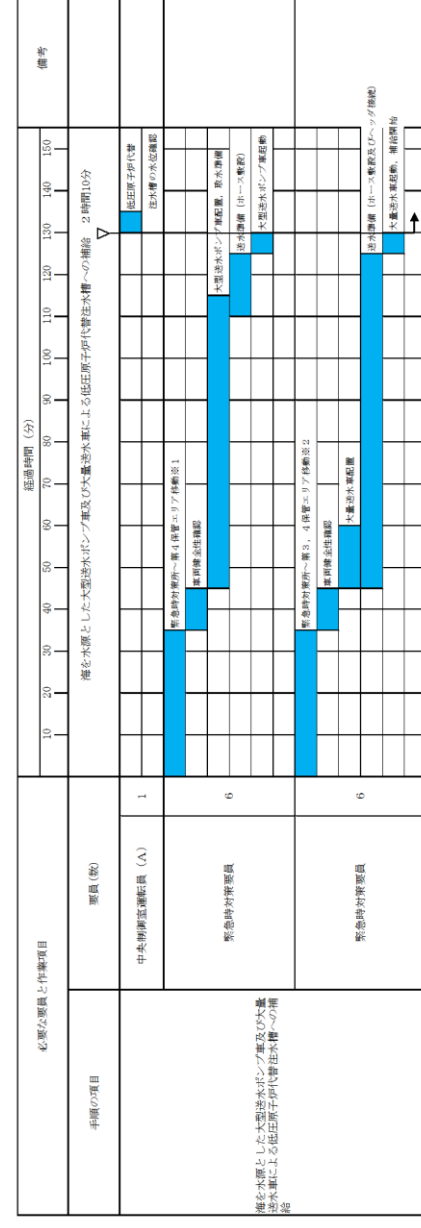 必要な要員と作業項目
経過時間（分）
備考
10 20 30 40 50 60 70 80 90 100 110 120 130 140 150
手順の項目
要員(数)
海を水源とした大型送水ポンプ車及び大量送水車による低圧原子炉代替注水槽への補給　2時間10分
海を水源とした大型送水ポンプ車及び大量
送水車による低圧原子炉代替注水槽への補
給
中央制御室運転員（A）
1
低圧原子炉代替
注水槽の水位確認
緊急時対策要員
6
緊急時対策所～第4保管エリア移動※1
車両健全性確認
大型送水ポンプ車配置，取水準備
送水準備（ホース敷設）
大型送水ポンプ車起動
緊急時対策要員
6
緊急時対策所～第3，4保管エリア移動※2
車両健全性確認
大量送水車配置
送水準備（ホース敷設及びヘッダ接続）
大量送水車起動，補給開始